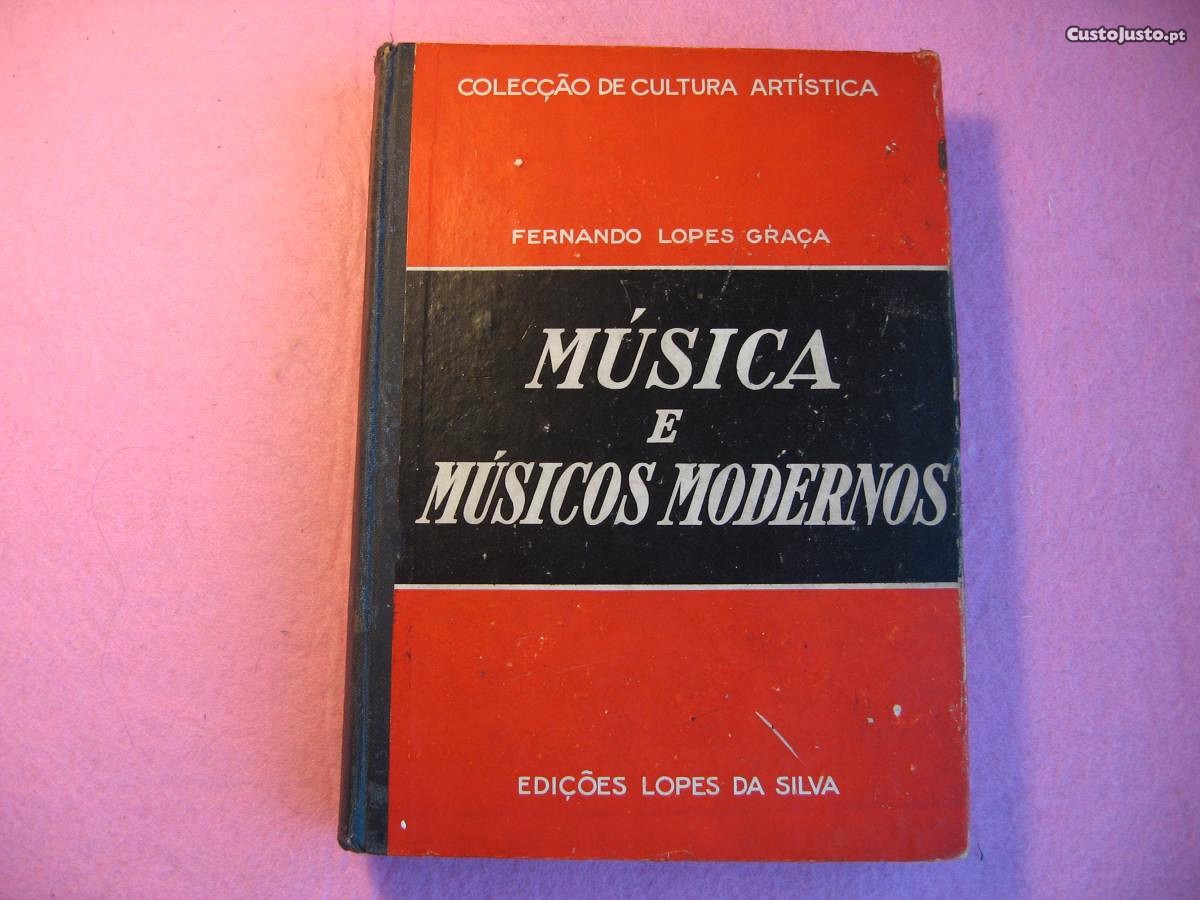 CustoJusto.pt
COLECÇÃO DE CULTURA ARTÍSTICA
FERNANDO LOPES GRAÇA
MÚSICA
E
MÚSICOS MODERNOS
EDIÇÕES LOPES DA SILVA